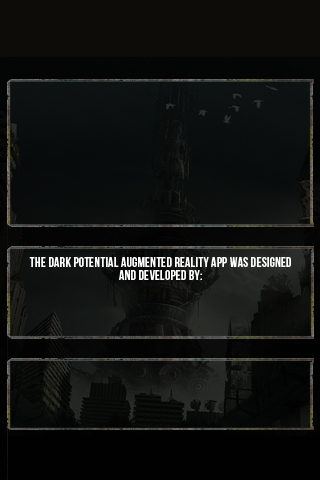 THE DARK POTENTIAL AUGMENTED REALITY APP WAS DESIGNED
AND DEVELOPED BY: